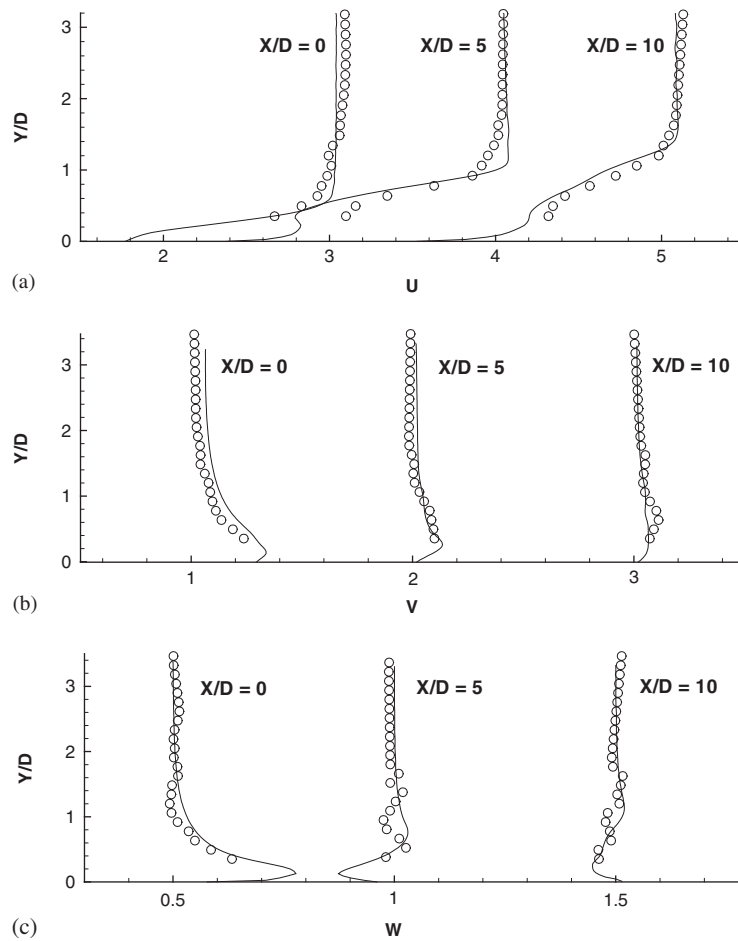 3
2
1
0
Y/D
X/D = 0
X/D = 5
X/D = 10
2
3
4
5
U
(a)
3
2
1
0
Y/D
X/D = 0
X/D = 5
X/D = 10
1
2
3
V
(b)
3
2
1
0
Y/D
X/D = 0
X/D = 5
X/D = 10
0.5
1
1.5
W
(c)